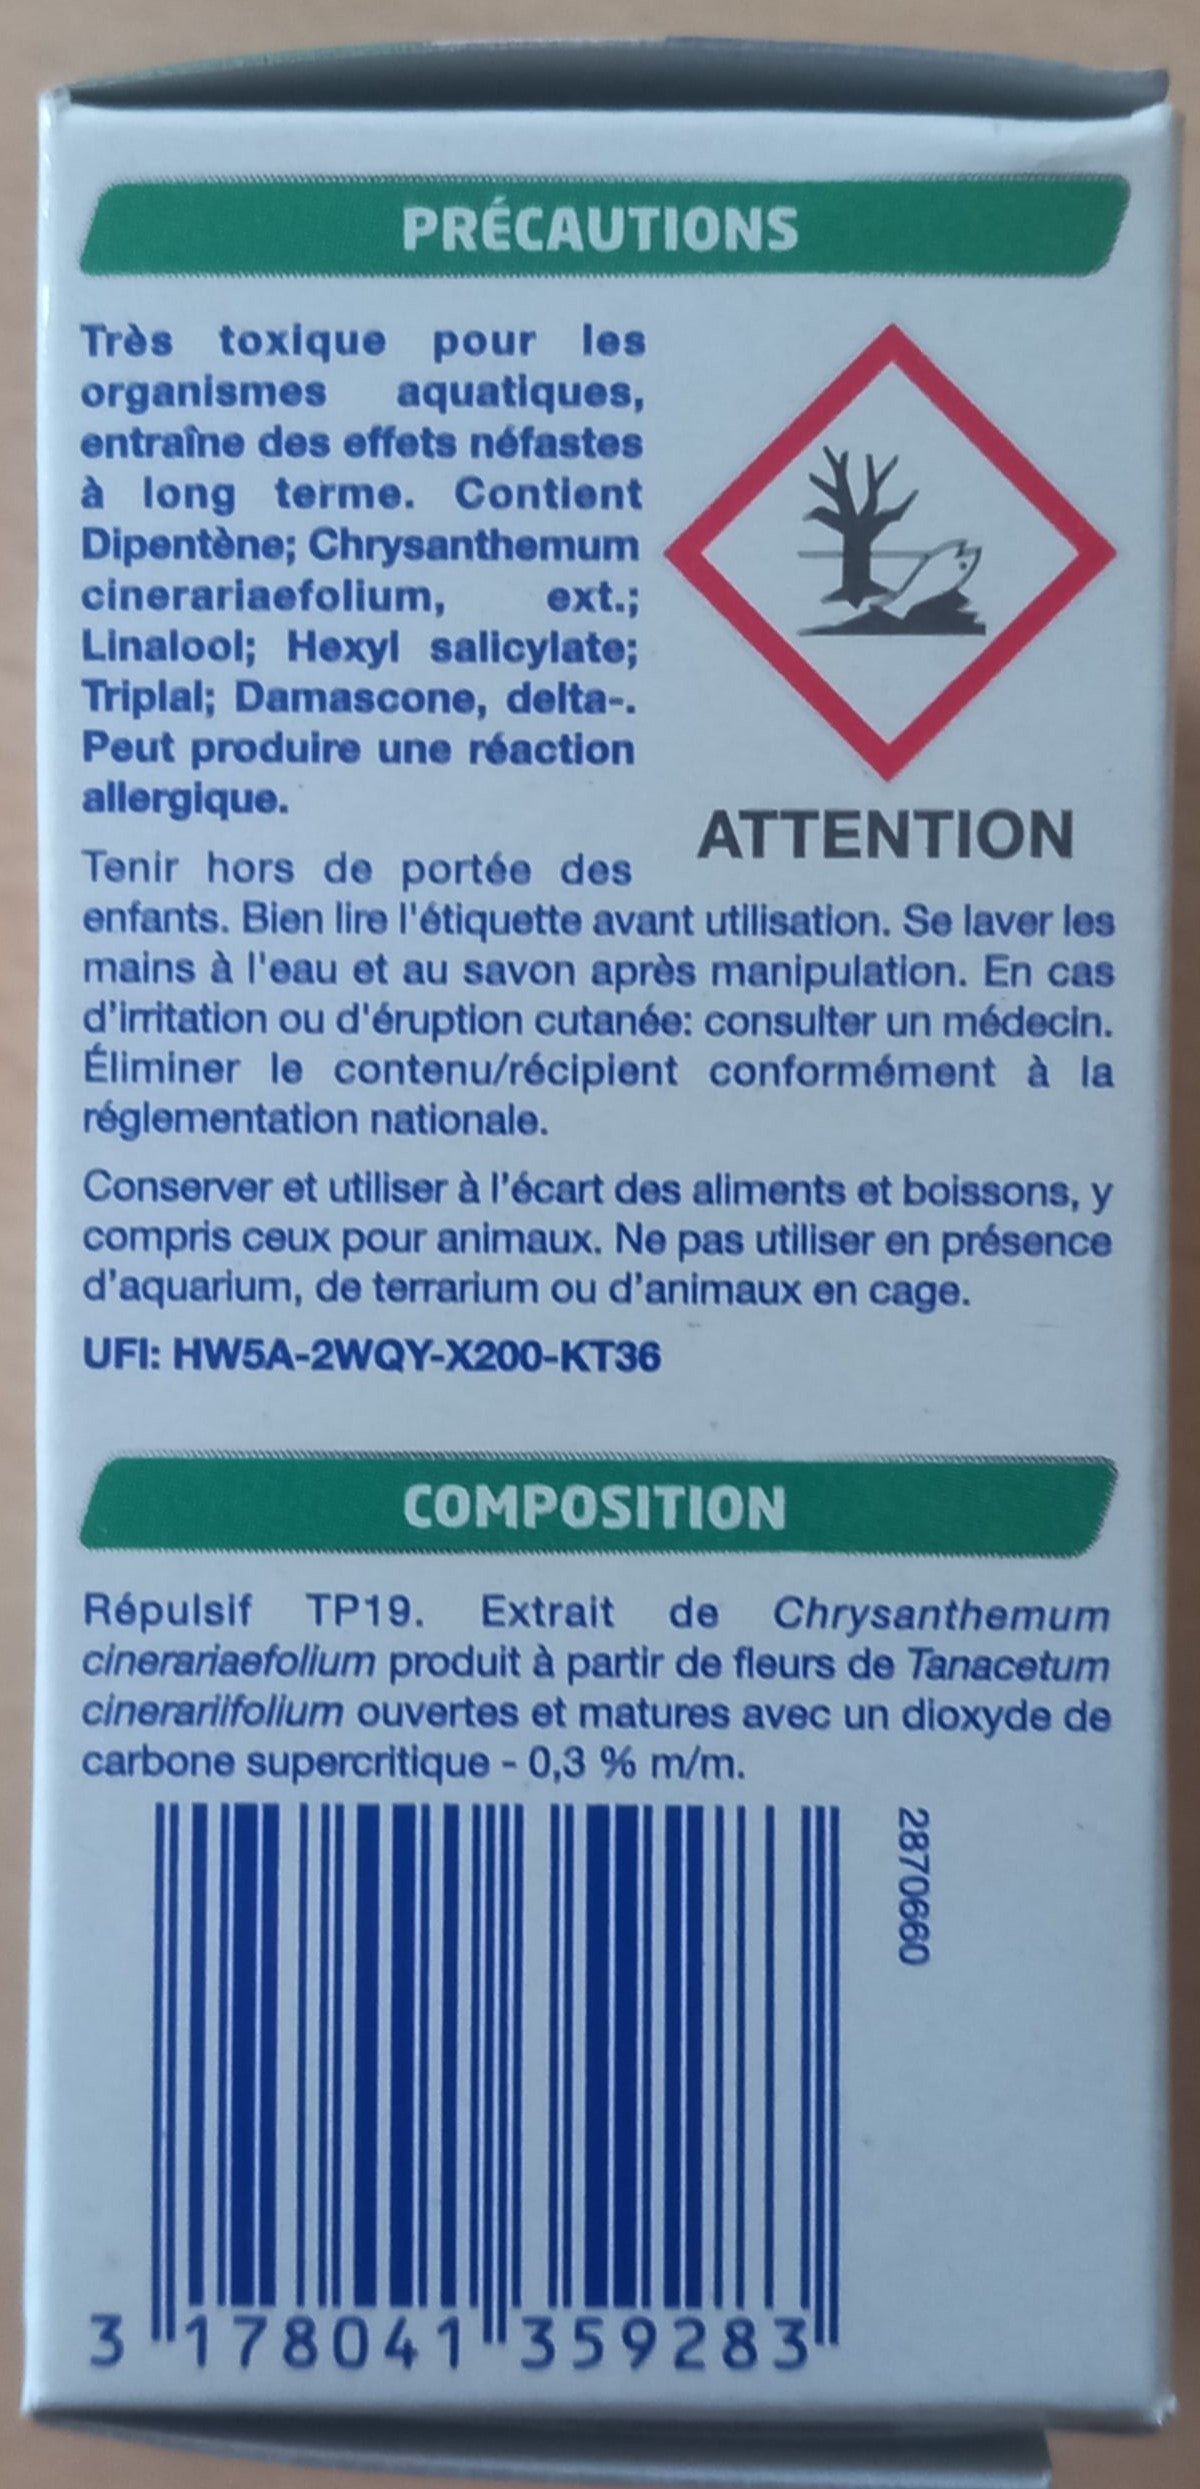 PRÉCAUTIONS
Très toxique pour les
organismes aquatiques,
entraîne des effets néfastes
à long terme. Contient
Dipentène; Chrysanthemum
cinerariaefolium, ext.;
Linalool; Hexyl salicylate;
Triplal; Damascone, delta-.
Peut produire une réaction
allergique.
ATTENTION
Tenir hors de portée des
enfants. Bien lire l'étiquette avant utilisation. Se laver les
mains à l'eau et au savon après manipulation. En cas
d'irritation ou d'éruption cutanée: consulter un médecin.
Éliminer le contenu/récipient conformément à la
réglementation nationale.
Conserver et utiliser à l'écart des aliments et boissons, y
compris ceux pour animaux. Ne pas utiliser en présence
d'aquarium, de terrarium ou d'animaux en cage.
UFI: HW5A-2WQY-X200-KT36
COMPOSITION
Répulsif TP19. Extrait de Chrysanthemum
cinerariaefolium produit à partir de fleurs de Tanacetum
cinerariifolium ouvertes et matures avec un dioxyde de
carbone supercritique - 0,3 % m/m.
2870660
3 178041 359283